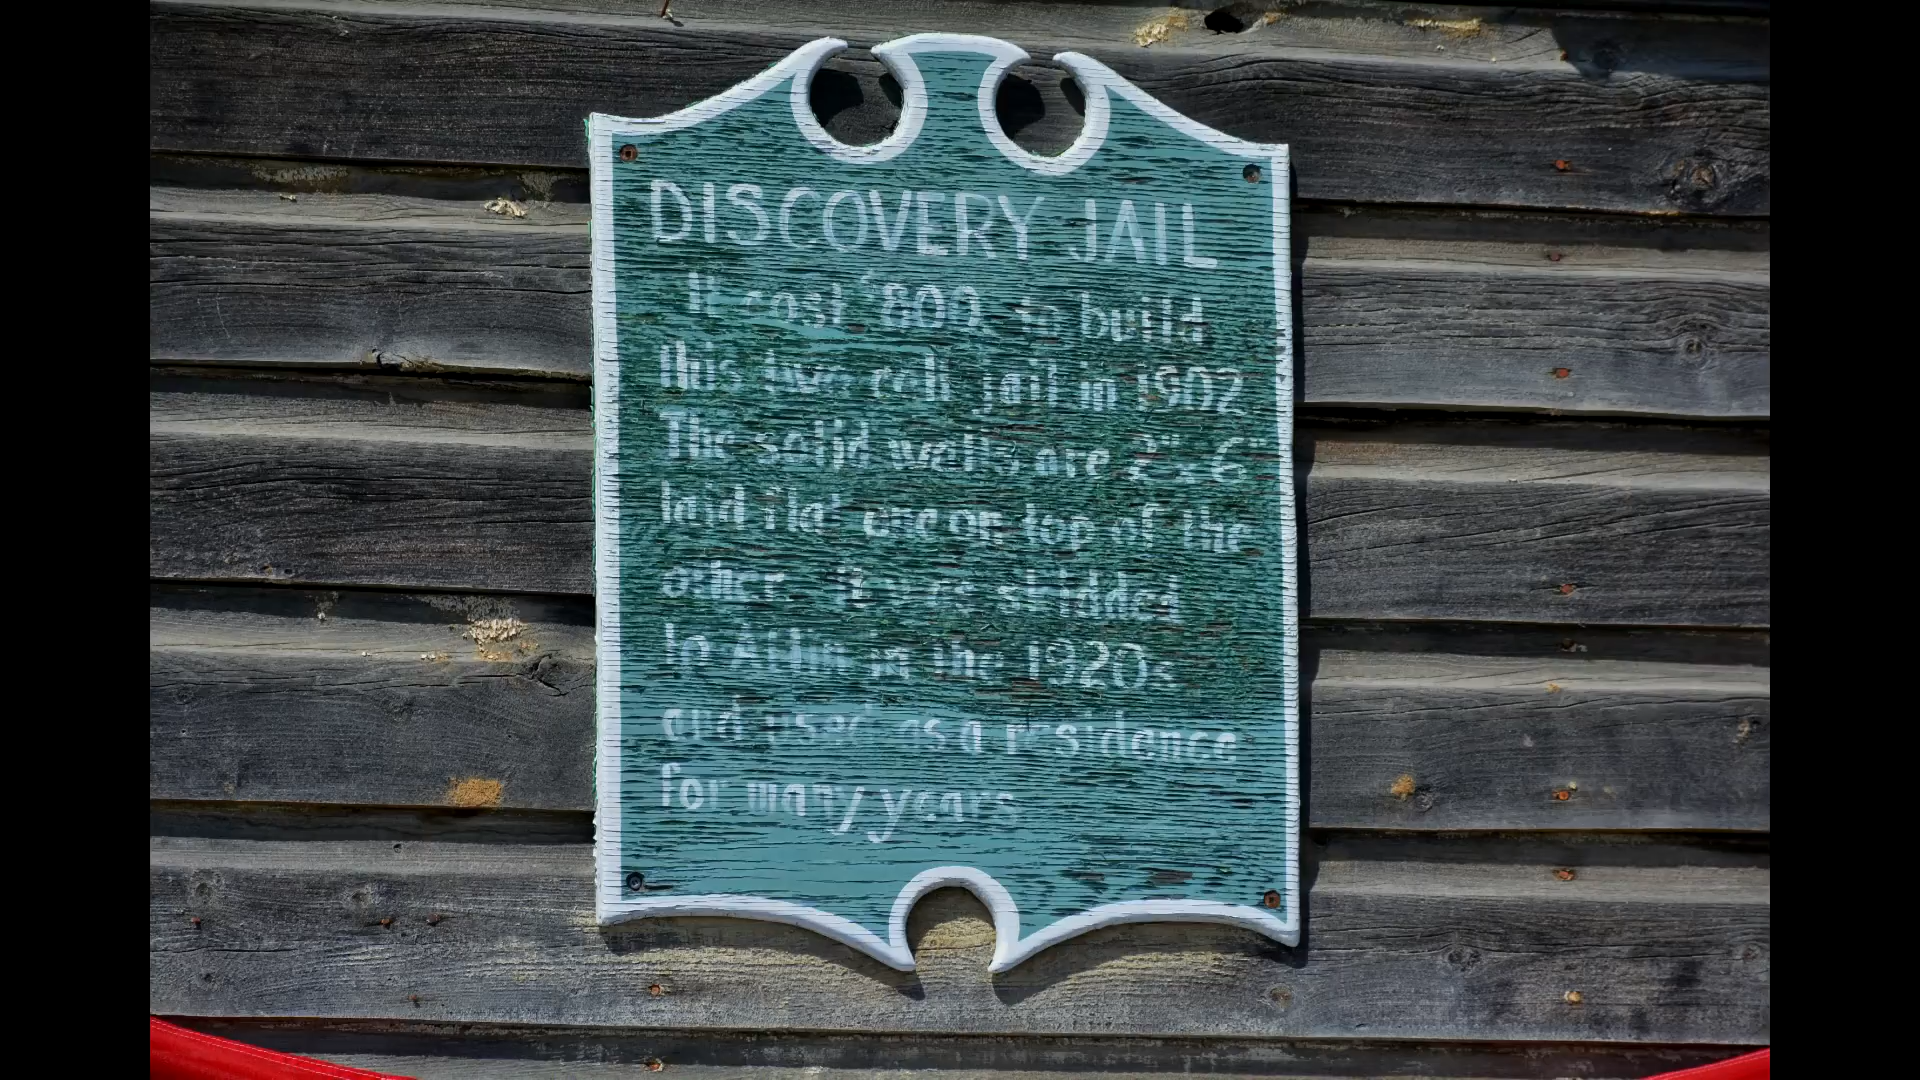 DISCOVERY JAIL
It cost $800. to build
this two cell jail in 1902
The solid walls are 2"x6"
laid flat one on top of the
other. It was skidded
to Atlin in the 1920s
and used as a residence
for many years